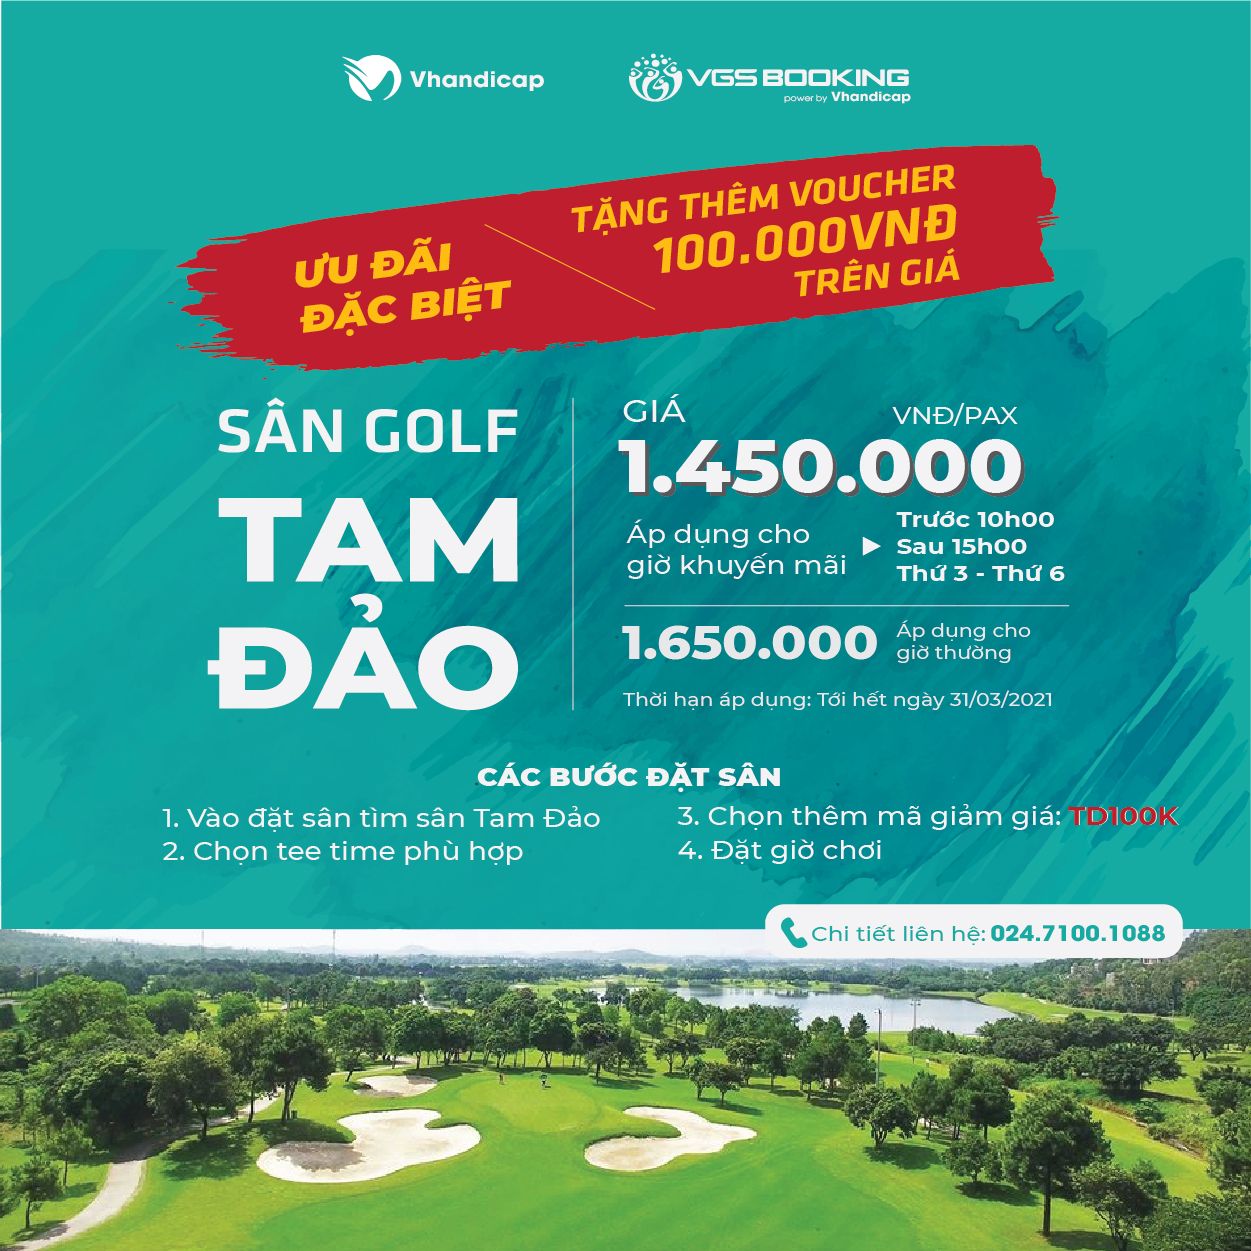 Vhandicap
VGS BOOKING
power by Vhandicap
ƯU ĐÃI
ĐẶC BIỆT
TẶNG THÊM VOUCHER
100.000VNĐ
TRÊN GIÁ
SÂN GOLF
TAM
ĐẢO
GIÁ
VNĐ/PAX
1.450.000
Áp dụng cho
giờ khuyến mãi
Trước 10h00
Sau 15h00
Thứ 3 - Thứ 6
1.650.000
Áp dụng cho
giờ thường
Thời hạn áp dụng: Tới hết ngày 31/03/2021
CÁC BƯỚC ĐẶT SÂN
1. Vào đặt sân tìm sân Tam Đảo
2. Chọn tee time phù hợp
3. Chọn thêm mã giảm giá: TD100K
4. Đặt giờ chơi
Chi tiết liên hệ: 024.7100.1088